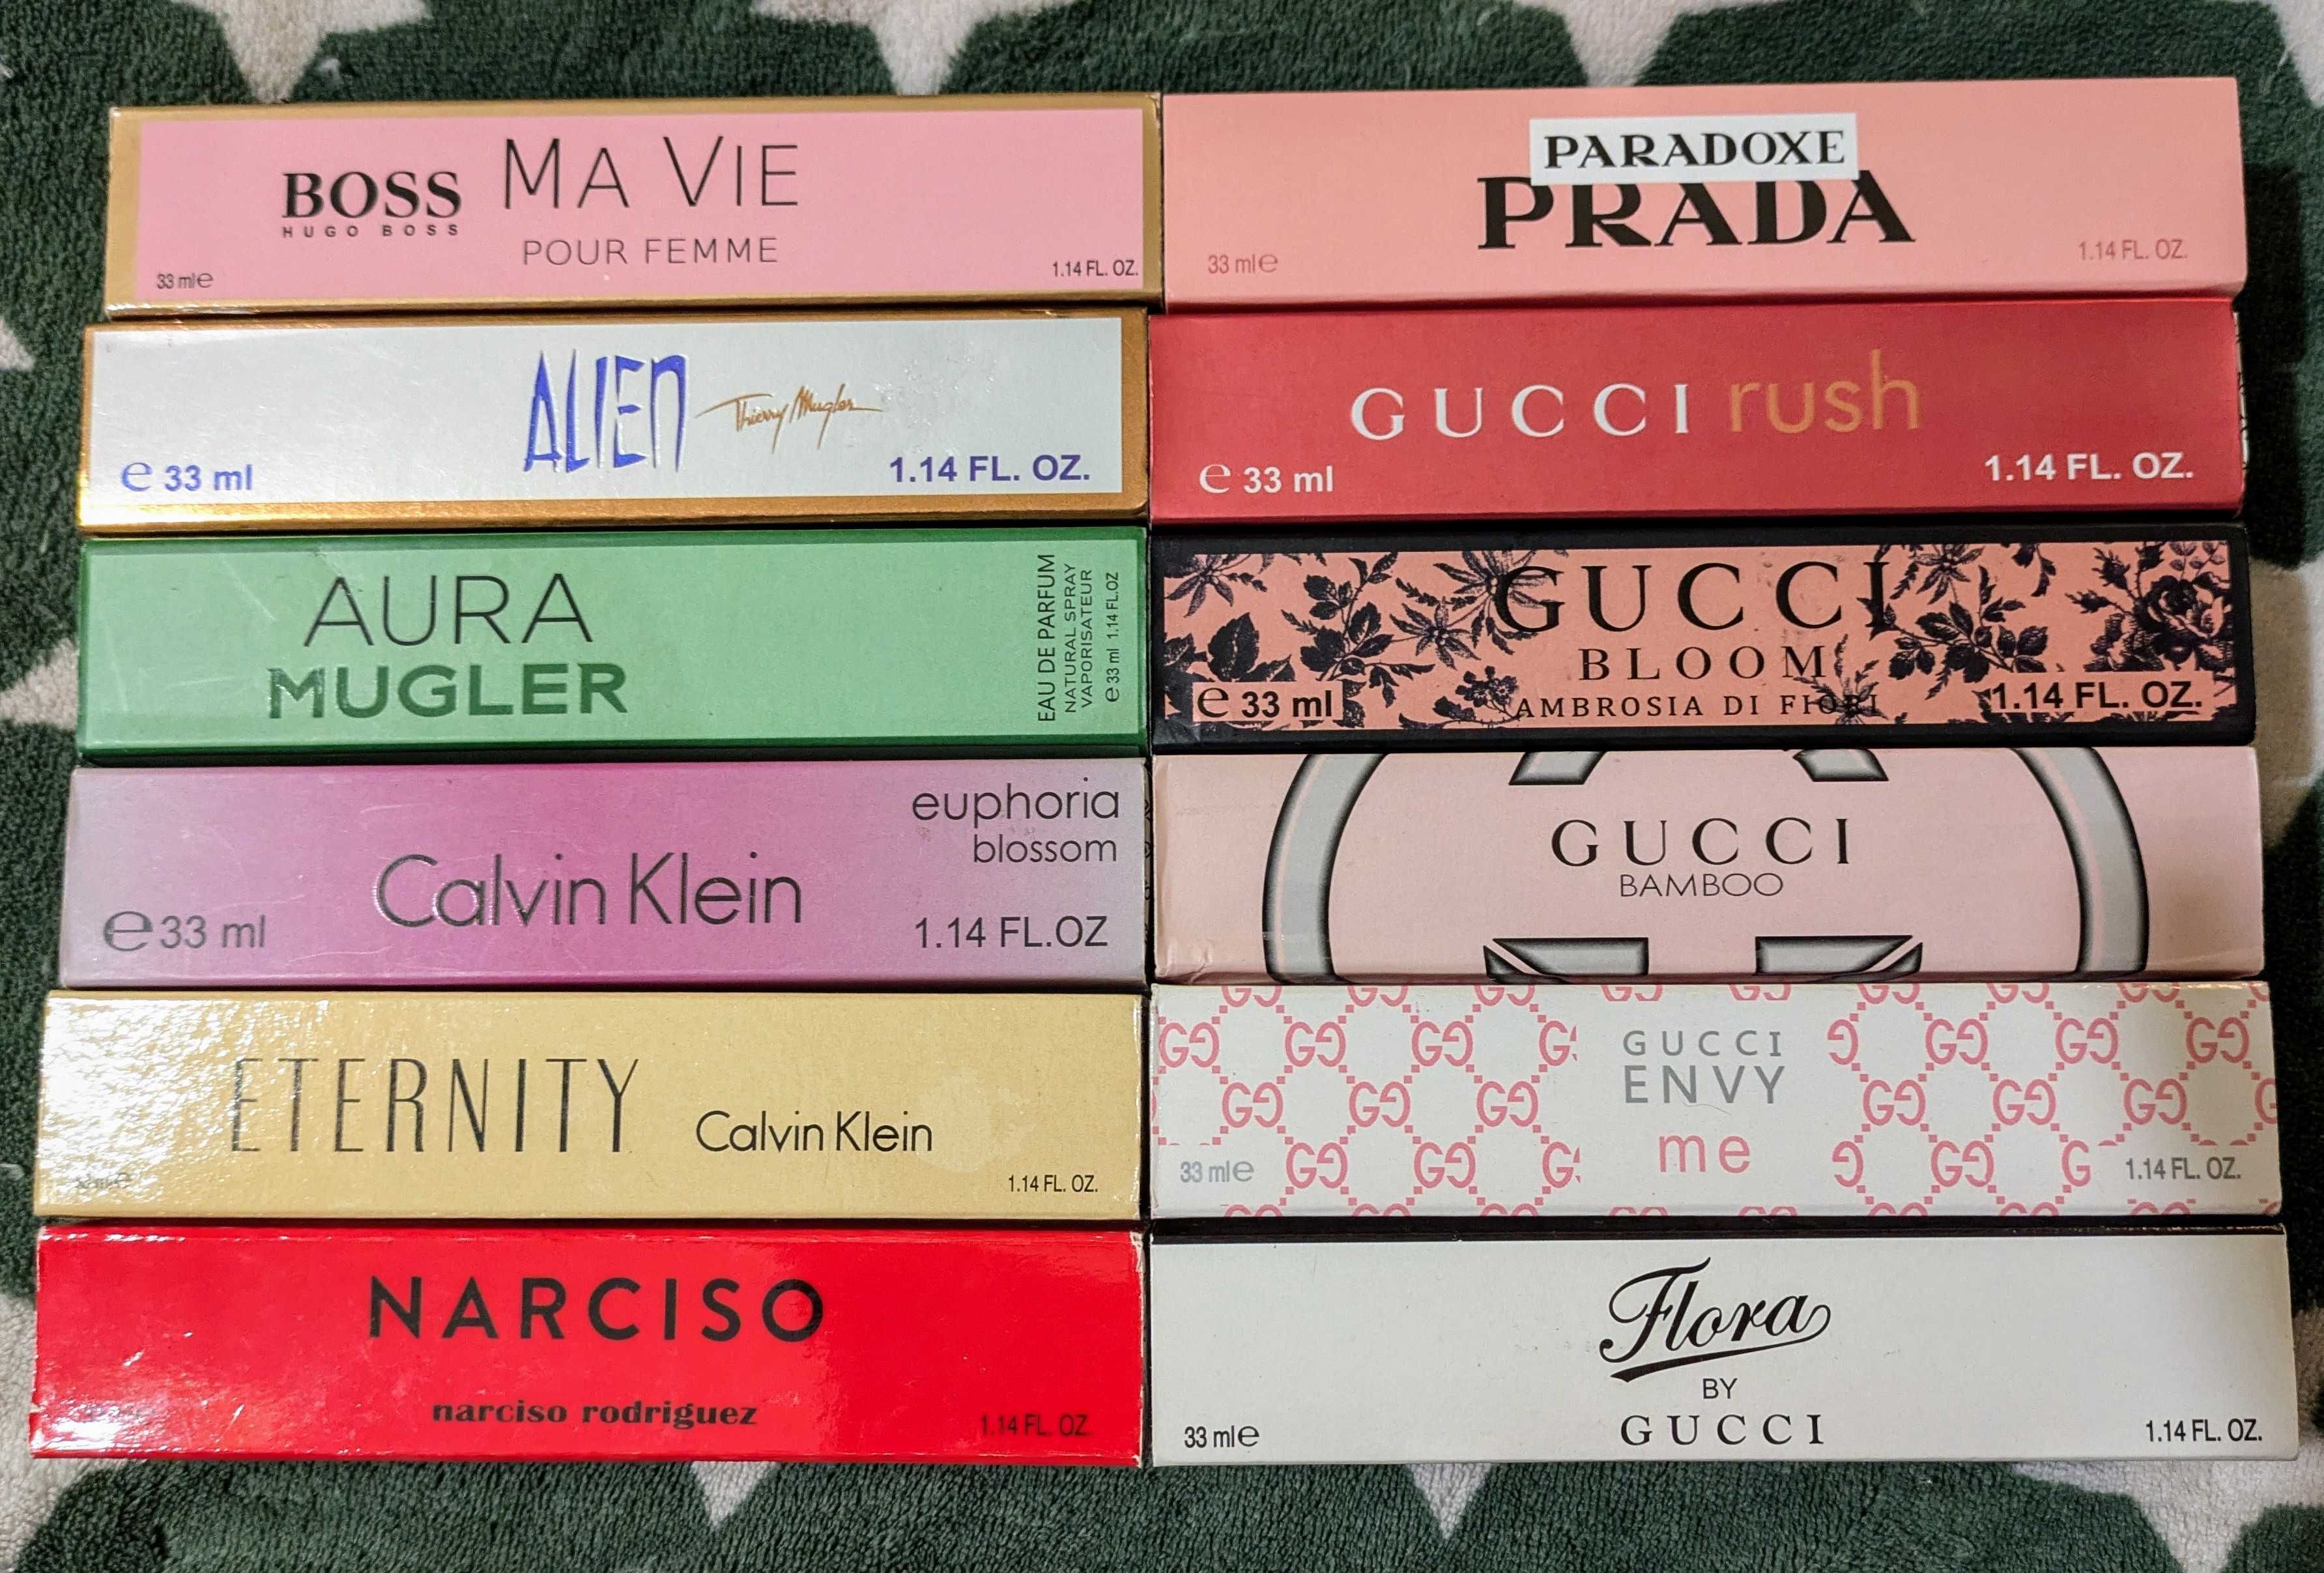 BOSS MA VIE
HUGO BOSS
POUR FEMME
33 ml℮
1.14 FL. OZ.
PARADOXE
PRADA
33 ml℮
1.14 FL. OZ.
ALIEN Thierry Mugler
℮ 33 ml
1.14 FL. OZ.
GUCCI rush
℮ 33 ml
1.14 FL. OZ.
AURA
MUGLER
EAU DE PARFUM
NATURAL SPRAY
VAPORISATEUR
℮ 33 ml 1.14 FL.OZ
GUCCI
BLOOM
AMBROSIA DI FIORI
℮ 33 ml
1.14 FL. OZ.
euphoria
blossom
Calvin Klein
℮33 ml
1.14 FL.OZ
GUCCI
BAMBOO
ETERNITY Calvin Klein
1.14 FL. OZ.
GUCCI
ENVY
me
33 ml℮
1.14 FL. OZ.
NARCISO
narciso rodriguez
1.14 FL. OZ.
Flora
BY
GUCCI
33 ml℮
1.14 FL. OZ.